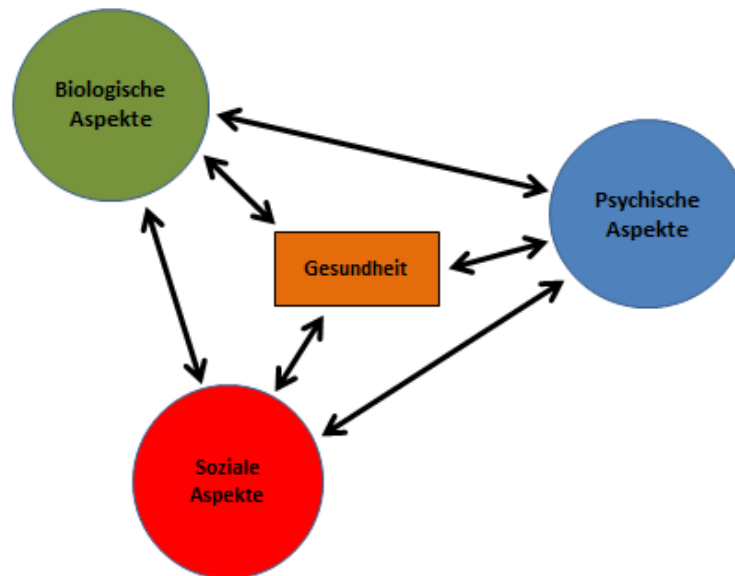 Biologische
Aspekte
Psychische
Aspekte
Gesundheit
Soziale
Aspekte